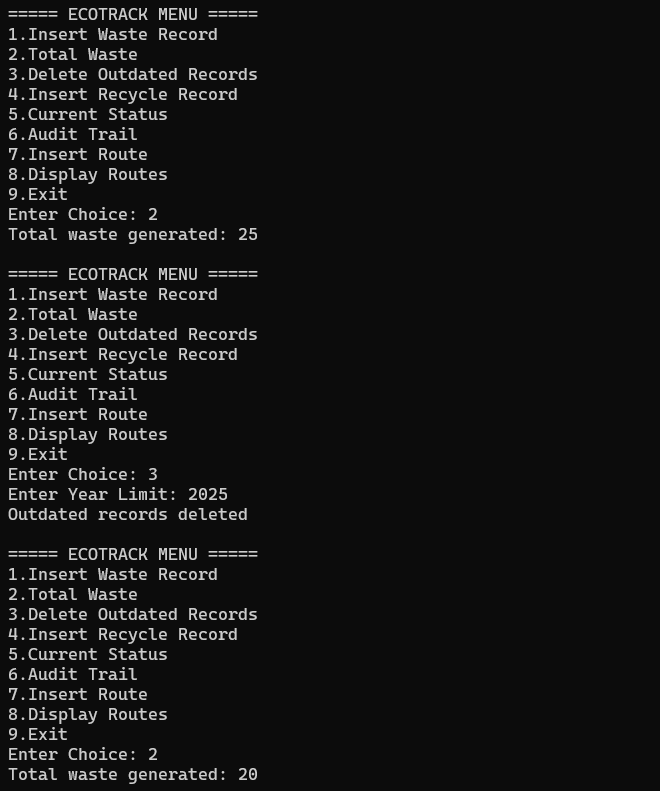 ===== ECOTRACK MENU =====
1.Insert Waste Record
2.Total Waste
3.Delete Outdated Records
4.Insert Recycle Record
5.Current Status
6.Audit Trail
7.Insert Route
8.Display Routes
9.Exit
Enter Choice: 2
Total waste generated: 25

===== ECOTRACK MENU =====
1.Insert Waste Record
2.Total Waste
3.Delete Outdated Records
4.Insert Recycle Record
5.Current Status
6.Audit Trail
7.Insert Route
8.Display Routes
9.Exit
Enter Choice: 3
Enter Year Limit: 2025
Outdated records deleted

===== ECOTRACK MENU =====
1.Insert Waste Record
2.Total Waste
3.Delete Outdated Records
4.Insert Recycle Record
5.Current Status
6.Audit Trail
7.Insert Route
8.Display Routes
9.Exit
Enter Choice: 2
Total waste generated: 20